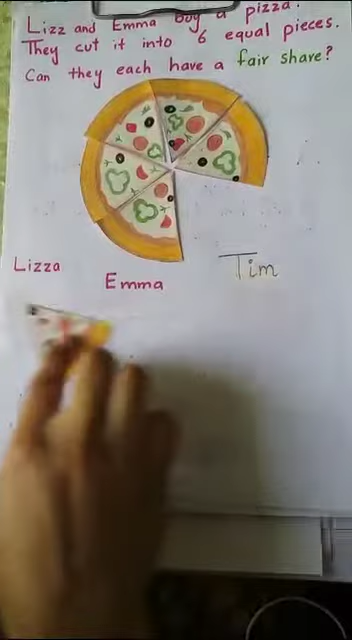 Lizz and Emma buy a pizza.
They cut it into 6 equal pieces.
Can they each have a fair share?
Lizza
Emma
Tim